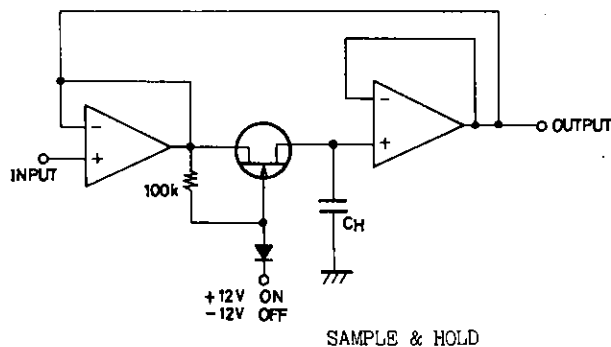 -
+
INPUT
100k
-
+
OUTPUT
CH
+12V ON
-12V OFF
SAMPLE & HOLD